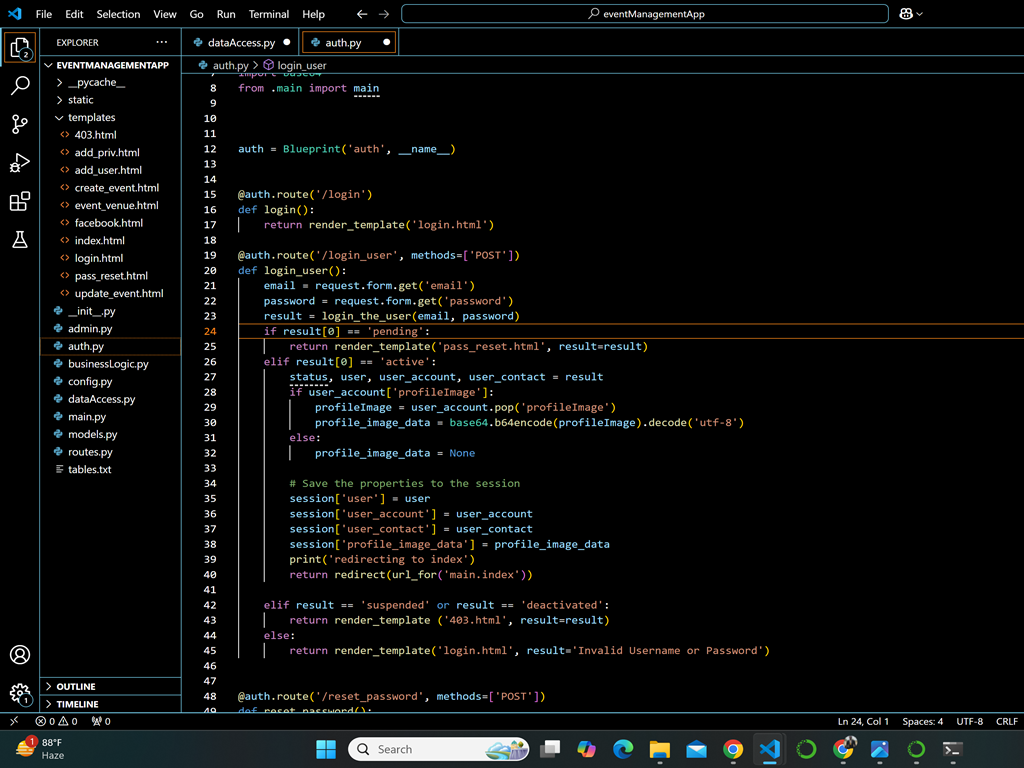 File Edit Selection View Go Run Terminal Help
eventManagementApp
EXPLORER
dataAccess.py
auth.py
EVENTMANAGEMENTAPP
auth.py > login_user
__pycache__
static
templates
403.html
add_priv.html
add_user.html
create_event.html
event_venue.html
facebook.html
index.html
login.html
pass_reset.html
update_event.html
__init__.py
admin.py
auth.py
businessLogic.py
config.py
dataAccess.py
main.py
models.py
routes.py
tables.txt
OUTLINE
TIMELINE
2
1
7 import base64
8 from .main import main
9
10
11
12 auth = Blueprint('auth', __name__)
13
14
15 @auth.route('/login')
16 def login():
17 return render_template('login.html')
18
19 @auth.route('/login_user', methods=['POST'])
20 def login_user():
21 email = request.form.get('email')
22 password = request.form.get('password')
23 result = login_the_user(email, password)
24 if result[0] == 'pending':
25 return render_template('pass_reset.html', result=result)
26 elif result[0] == 'active':
27 status, user, user_account, user_contact = result
28 if user_account['profileImage']:
29 profileImage = user_account.pop('profileImage')
30 profile_image_data = base64.b64encode(profileImage).decode('utf-8')
31 else:
32 profile_image_data = None
33
34 # Save the properties to the session
35 session['user'] = user
36 session['user_account'] = user_account
37 session['user_contact'] = user_contact
38 session['profile_image_data'] = profile_image_data
39 print('redirecting to index')
40 return redirect(url_for('main.index'))
41
42 elif result == 'suspended' or result == 'deactivated':
43 return render_template ('403.html', result=result)
44 else:
45 return render_template('login.html', result='Invalid Username or Password')
46
47
48 @auth.route('/reset_password', methods=['POST'])
49 def reset_password():
0 0 0
Ln 24, Col 1 Spaces: 4 UTF-8 CRLF
1
88°F
Haze
Search